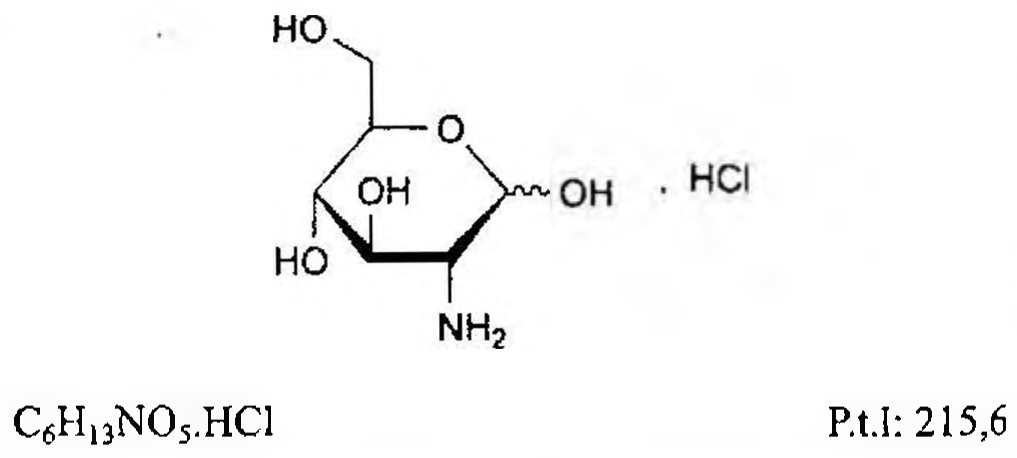 HO
O
OH
OH
. HCl
HO
NH₂
C₆H₁₃NO₅.HCl
P.t.l: 215,6